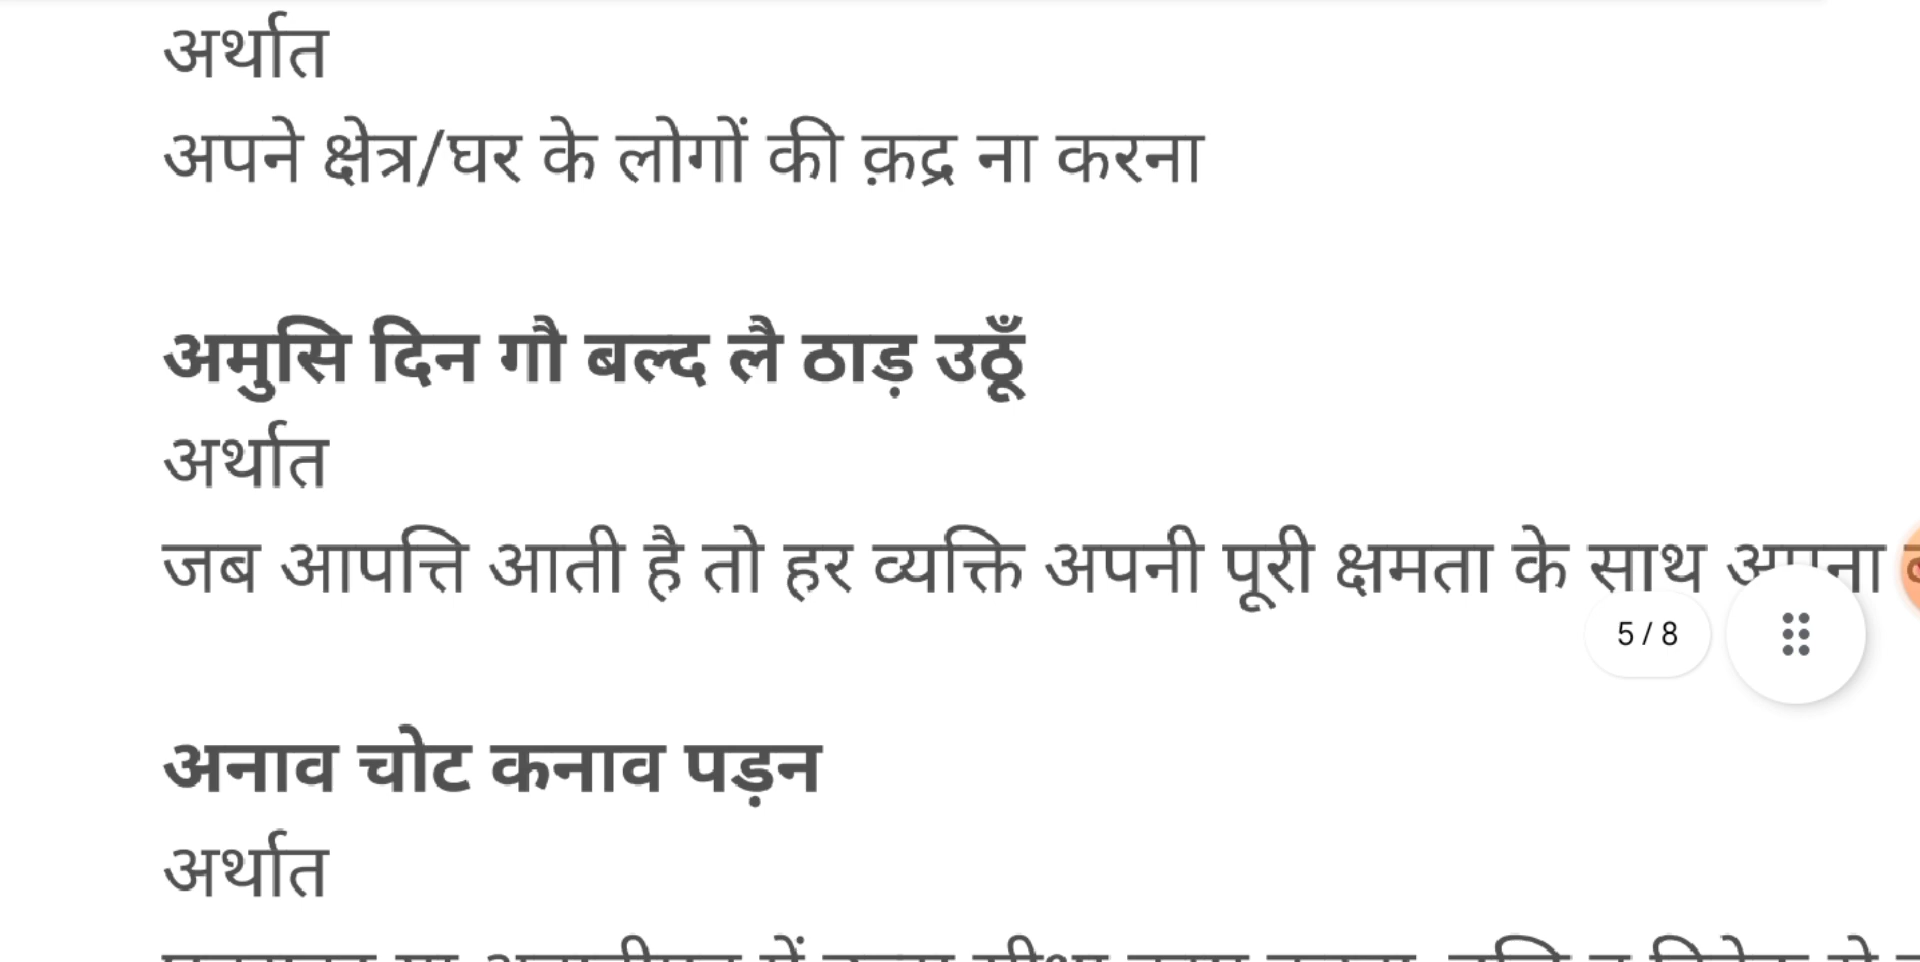 अर्थात
अपने क्षेत्र/घर के लोगों की क़द्र ना करना
अमुसि दिन गौ बल्द लै ठाड़ उठूँ
अर्थात
जब आपत्ति आती है तो हर व्यक्ति अपनी पूरी क्षमता के साथ अपना
5 / 8
अनाव चोट कनाव पड़न
अर्थात